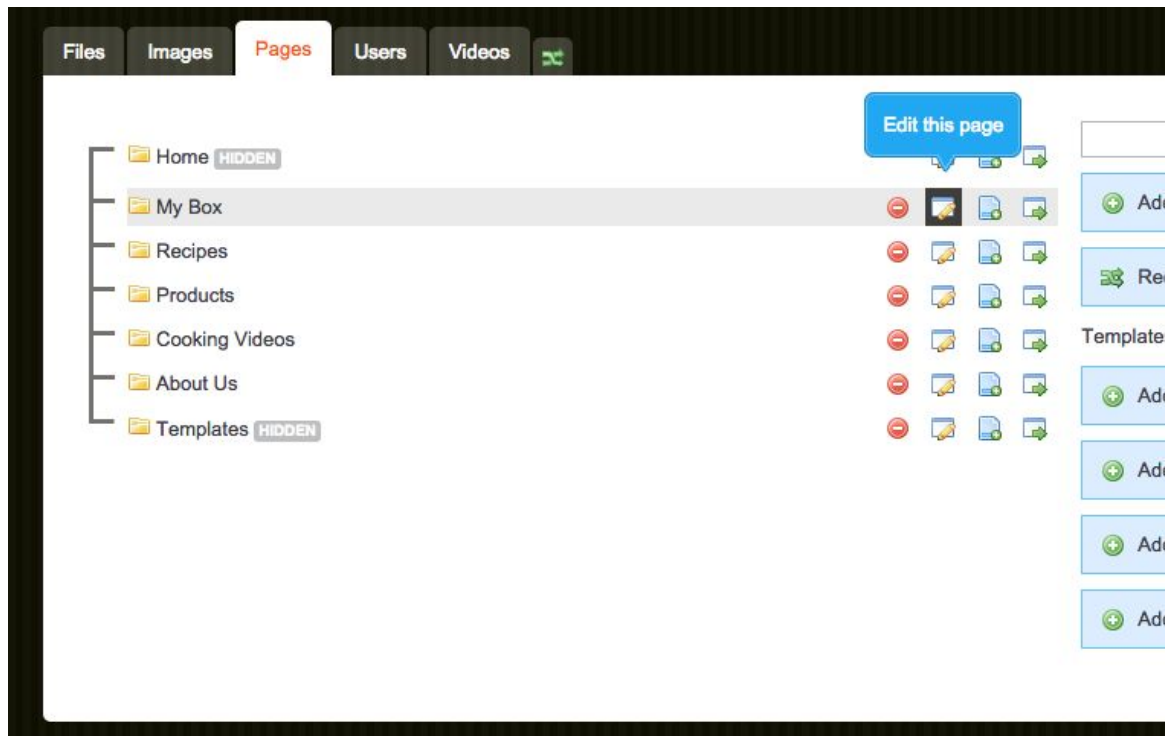 Files Images Pages Users Videos
Edit this page
Home HIDDEN
My Box
Recipes
Products
Cooking Videos
About Us
Templates HIDDEN
Template